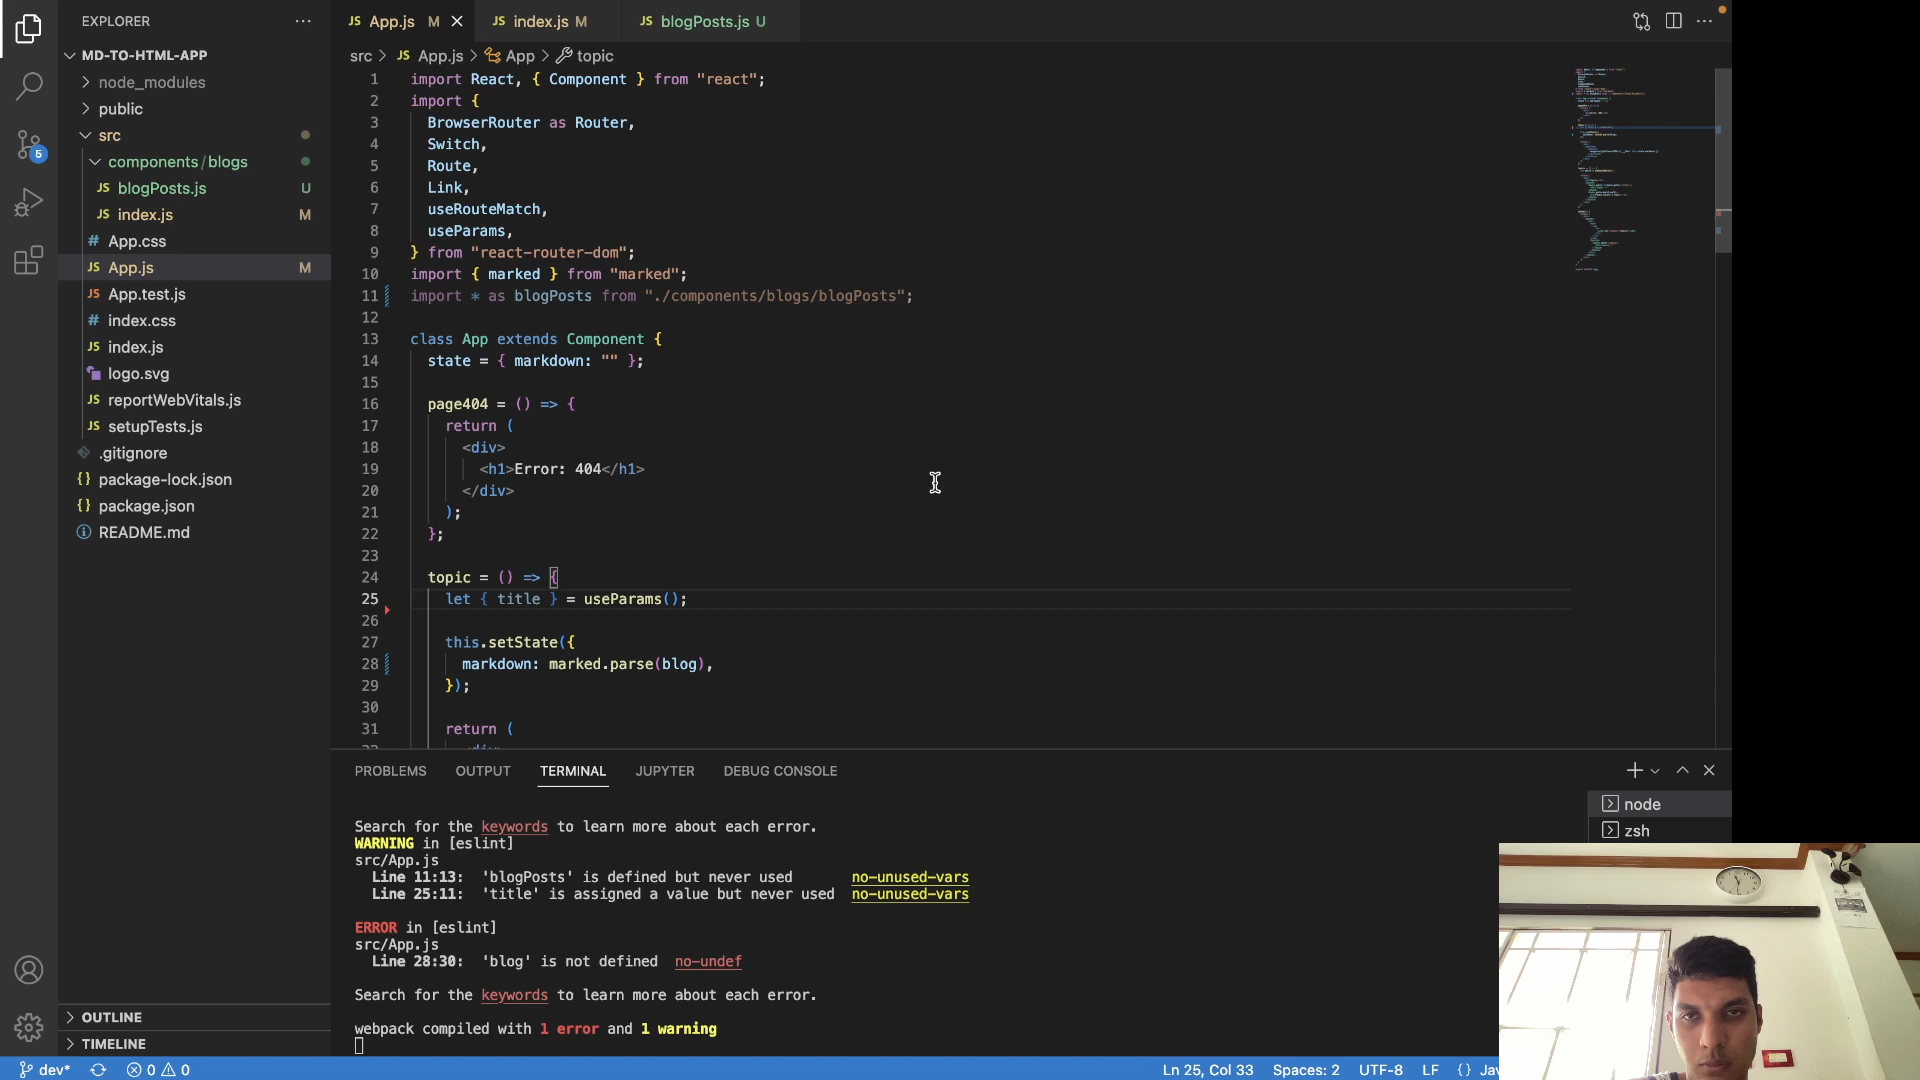 EXPLORER
MD-TO-HTML-APP
node_modules
public
src
components/blogs
JS blogPosts.js U
JS index.js M
# App.css
JS App.js M
JS App.test.js
# index.css
JS index.js
logo.svg
JS reportWebVitals.js
JS setupTests.js
.gitignore
{} package-lock.json
{} package.json
README.md
OUTLINE
TIMELINE
5
JS App.js M
JS index.js M
JS blogPosts.js U
src > JS App.js > App > topic
1 import React, { Component } from "react";
2 import {
3 BrowserRouter as Router,
4 Switch,
5 Route,
6 Link,
7 useRouteMatch,
8 useParams,
9 } from "react-router-dom";
10 import { marked } from "marked";
11 import * as blogPosts from "./components/blogs/blogPosts";
12
13 class App extends Component {
14 state = { markdown: "" };
15
16 page404 = () => {
17 return (
18 <div>
19 <h1>Error: 404</h1>
20 </div>
21 );
22 };
23
24 topic = () => {
25 let { title } = useParams();
26
27 this.setState({
28 markdown: marked.parse(blog),
29 });
30
31 return (
PROBLEMS OUTPUT TERMINAL JUPYTER DEBUG CONSOLE
node
zsh
Search for the keywords to learn more about each error.
WARNING in [eslint]
src/App.js
Line 11:13: 'blogPosts' is defined but never used no-unused-vars
Line 25:11: 'title' is assigned a value but never used no-unused-vars
ERROR in [eslint]
src/App.js
Line 28:30: 'blog' is not defined no-undef
Search for the keywords to learn more about each error.
webpack compiled with 1 error and 1 warning
dev* 0 0 Ln 25, Col 33 Spaces: 2 UTF-8 LF {}